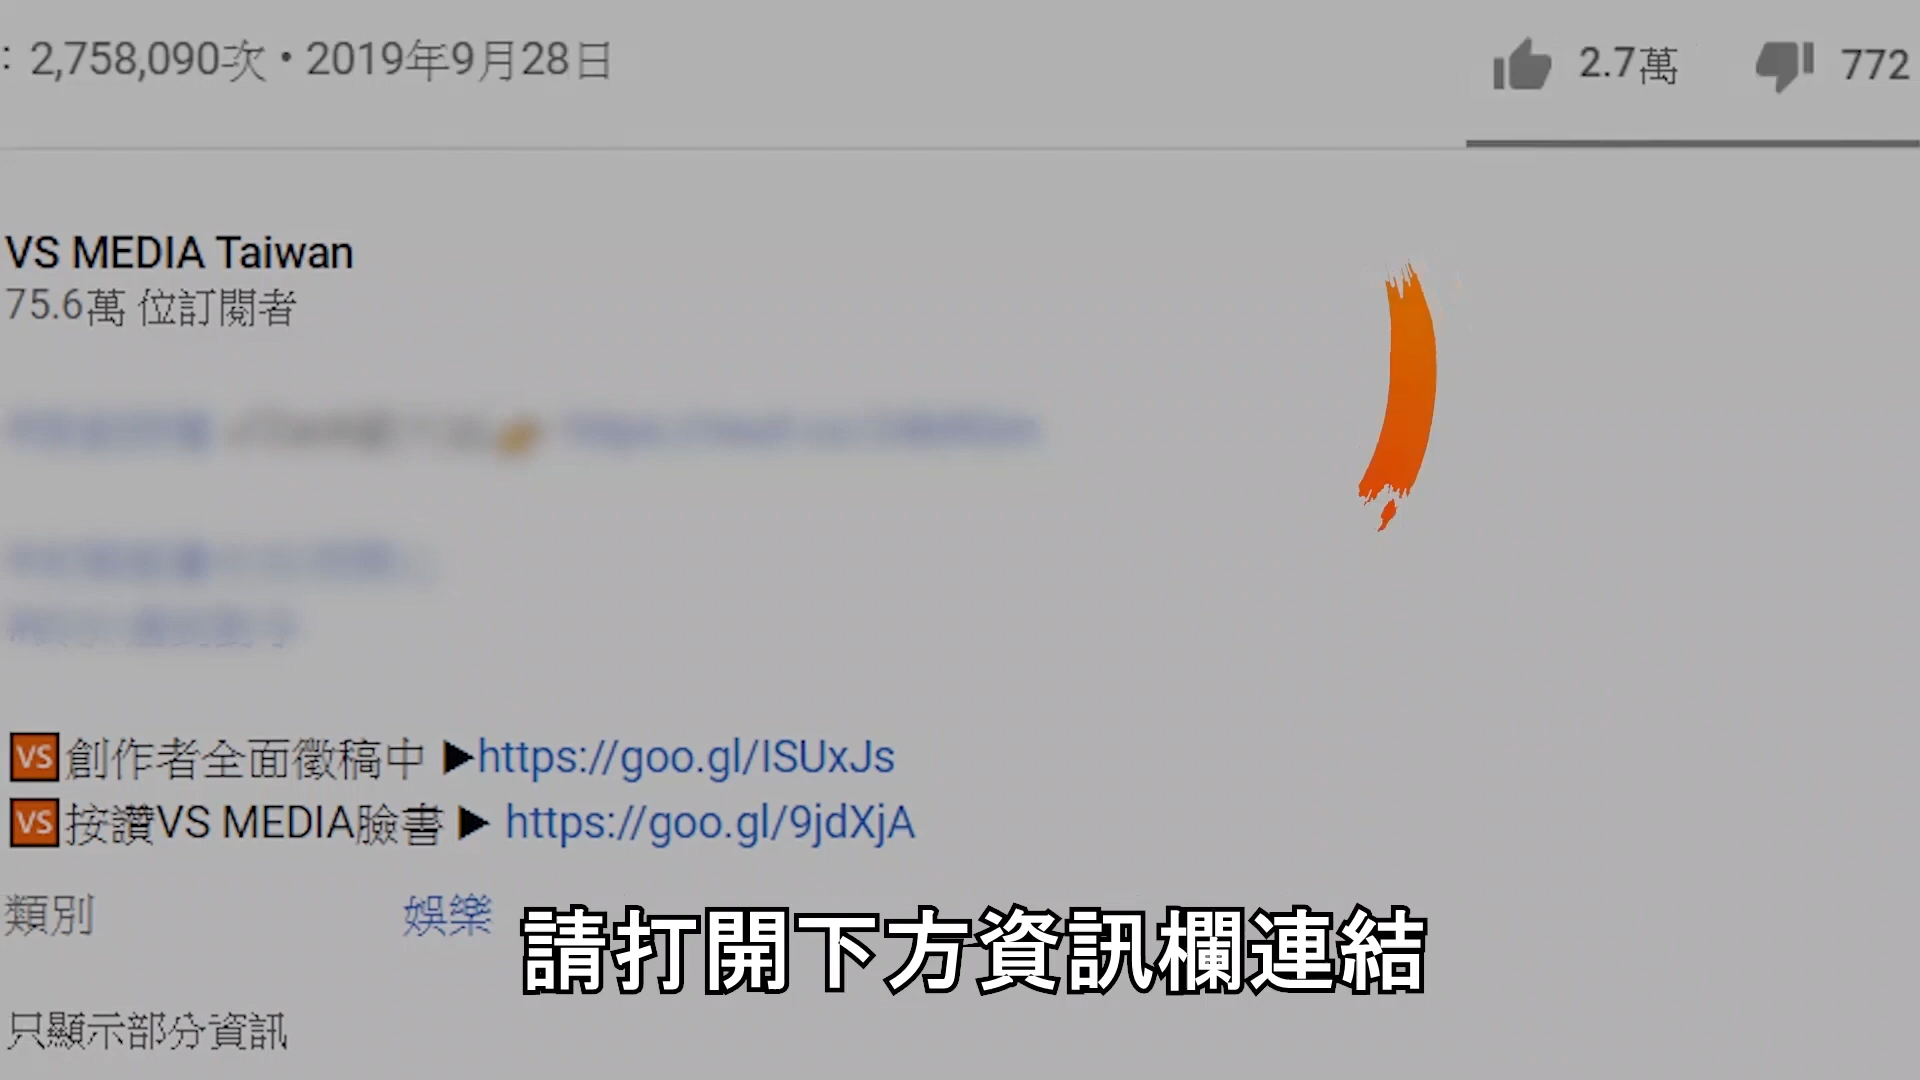 : 2,758,090次 • 2019年9月28日
2.7萬 772
VS MEDIA Taiwan
75.6萬 位訂閱者
VS 創作者全面徵稿中 ▶https://goo.gl/ISUxJs
VS 按讚VS MEDIA臉書 ▶ https://goo.gl/9jdXjA
類別 娛樂
請打開下方資訊欄連結
只顯示部分資訊